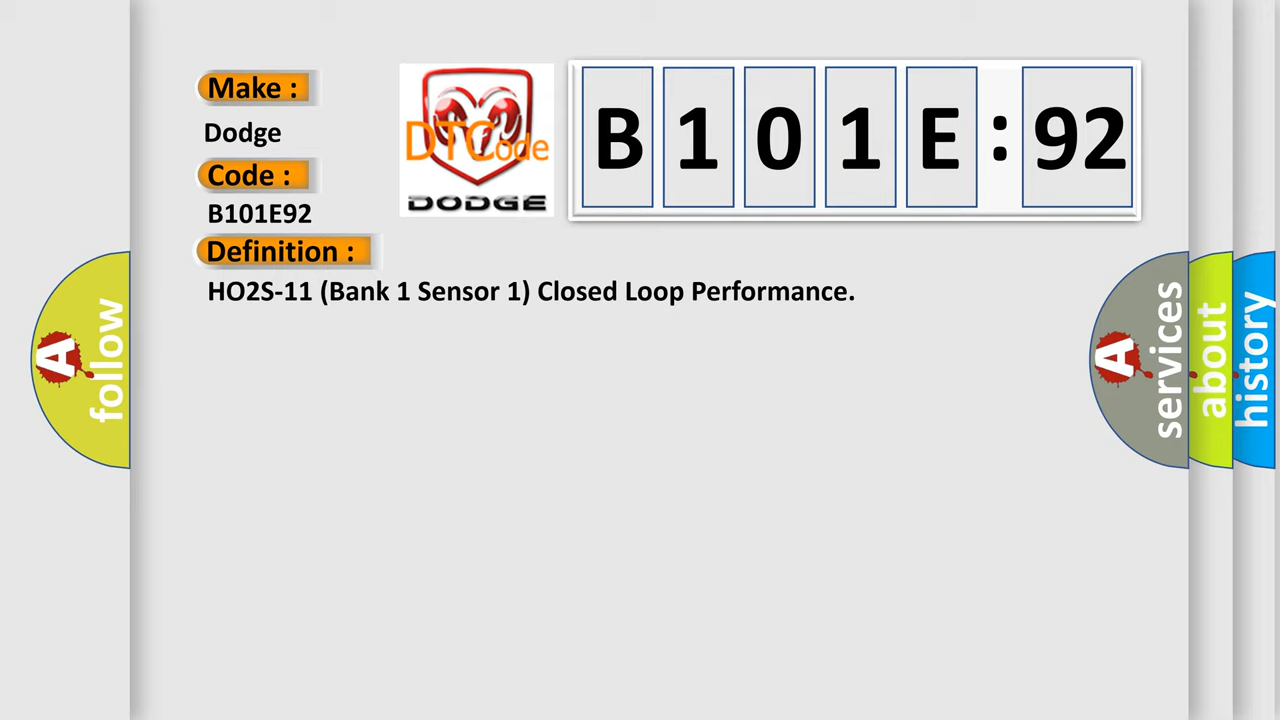 Make :
Dodge
Code :
B101E92
Definition :
HO2S-11 (Bank 1 Sensor 1) Closed Loop Performance.
DTCode
DODGE
B 1 0 1 E : 92
A follow
A services
about
history